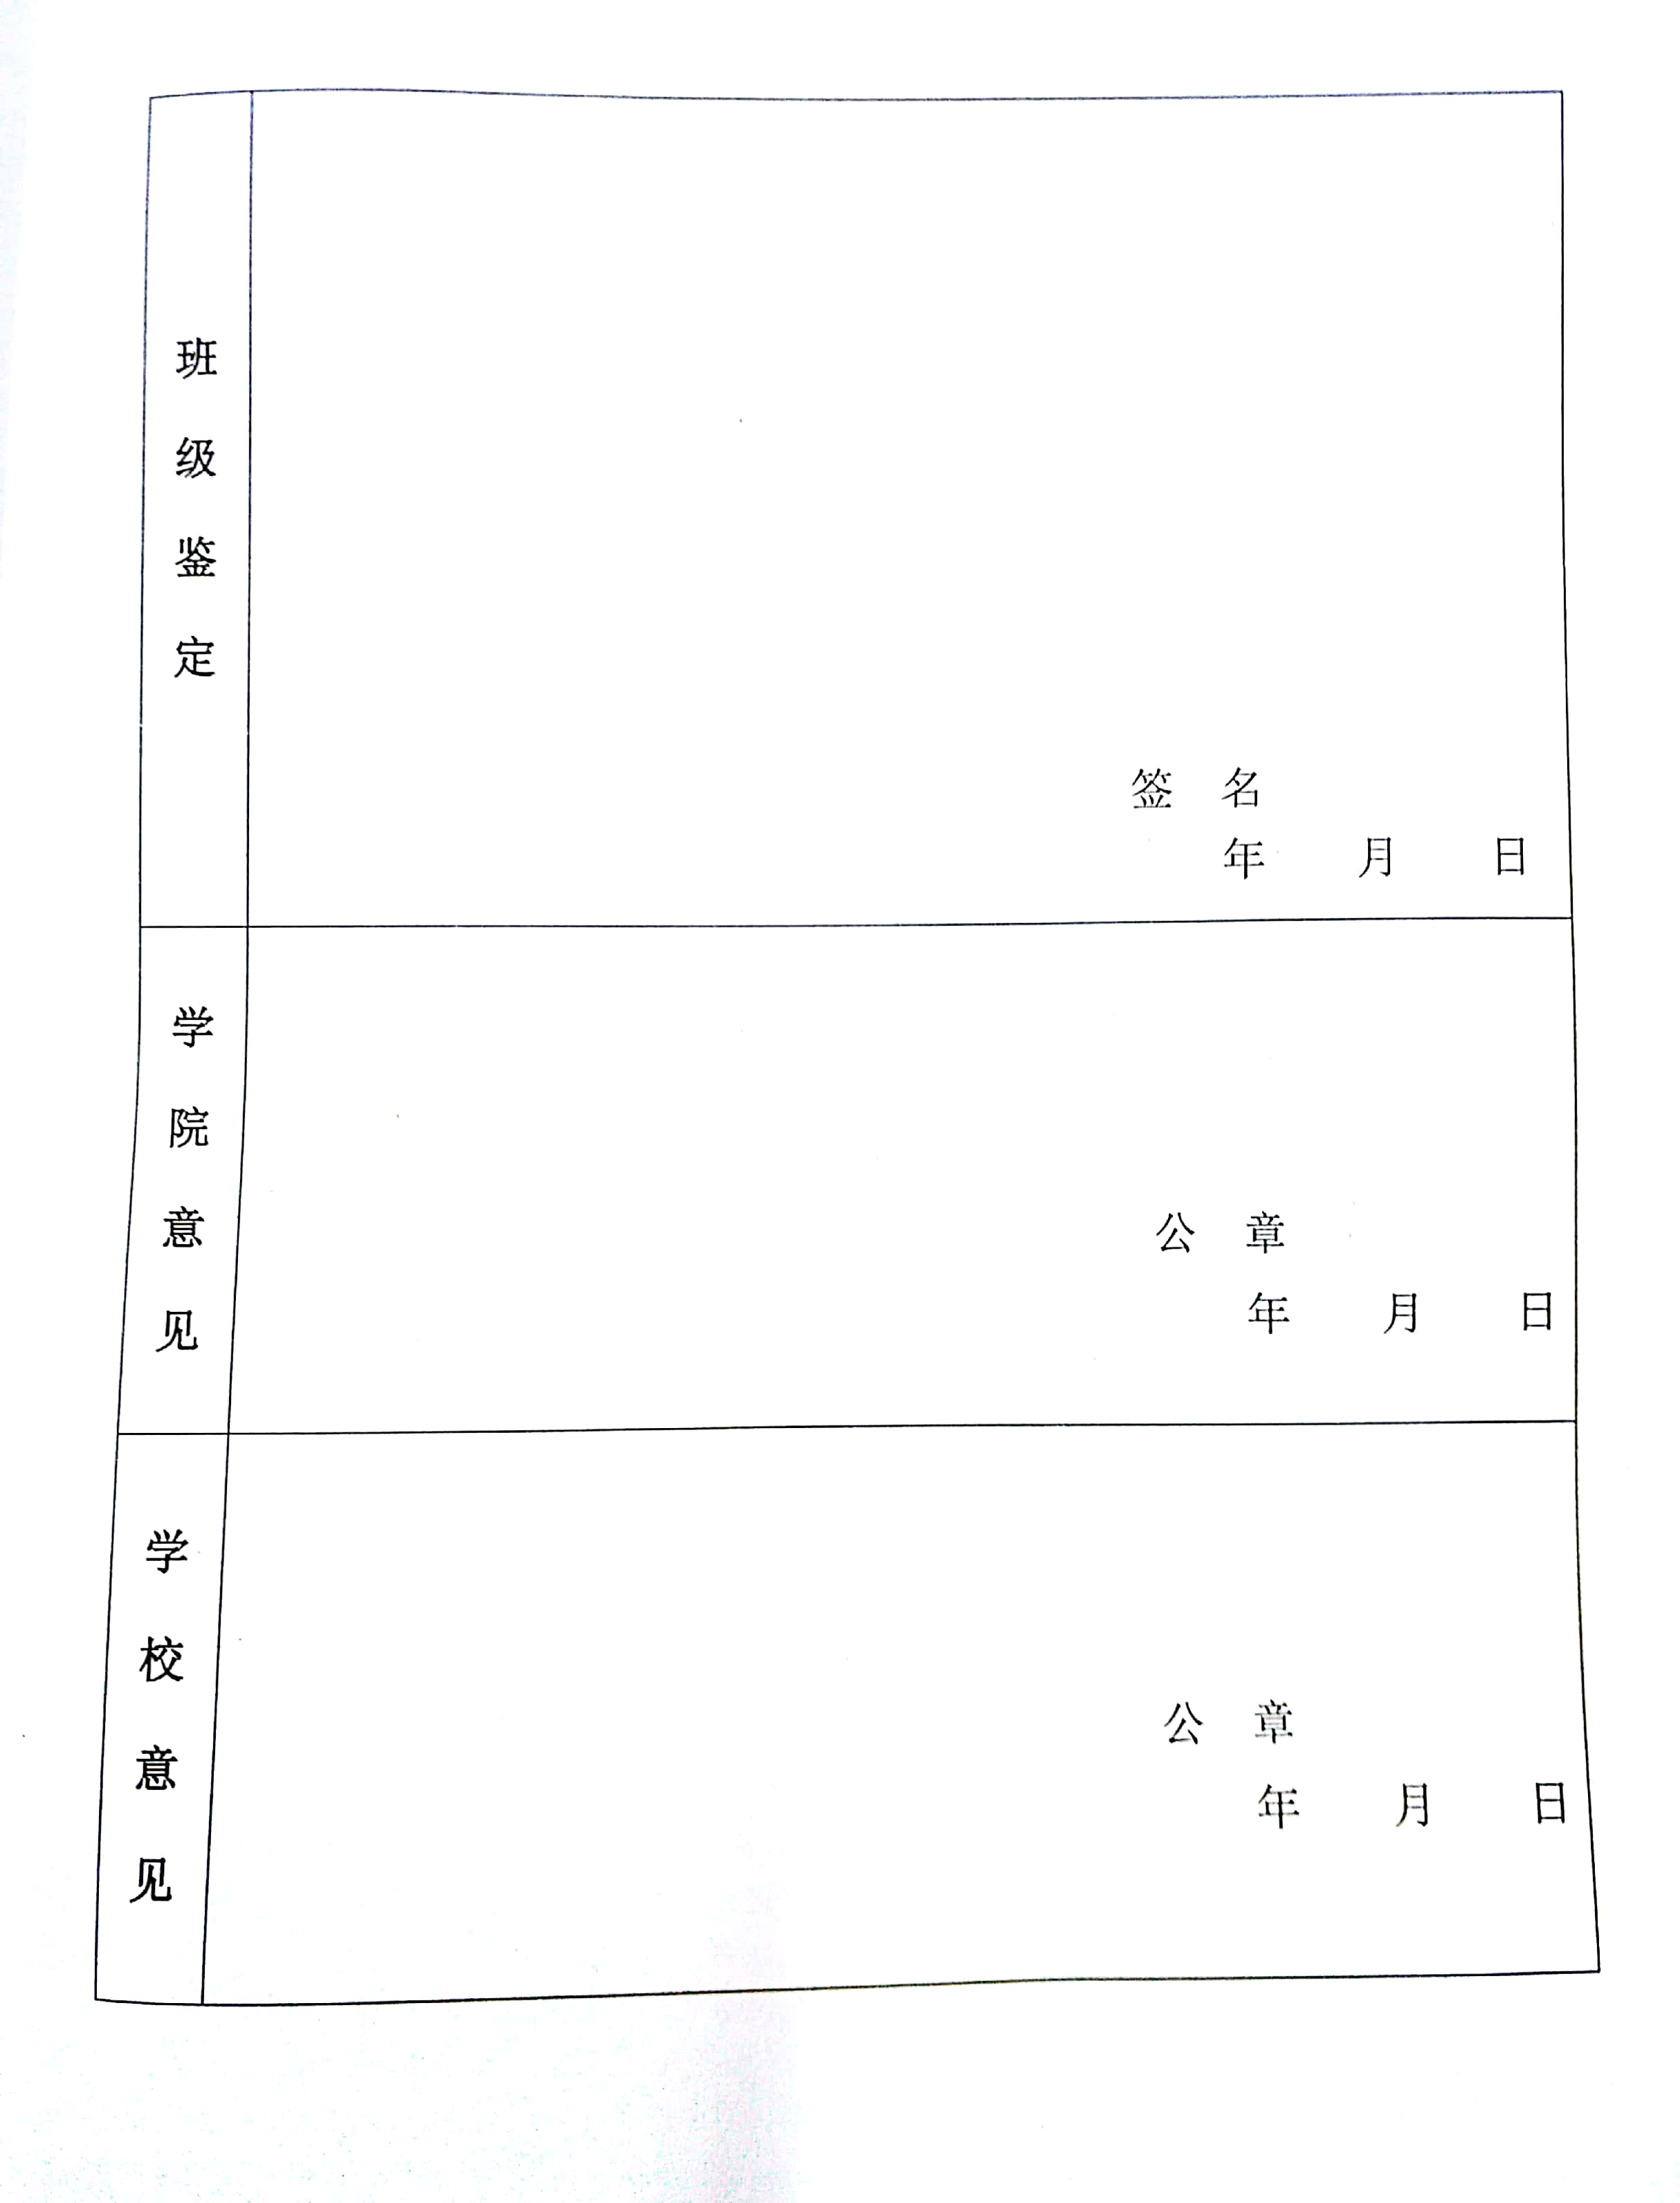 班级鉴定
签 名
年 月 日
学院意见
公 章
年 月 日
学校意见
公 章
年 月 日